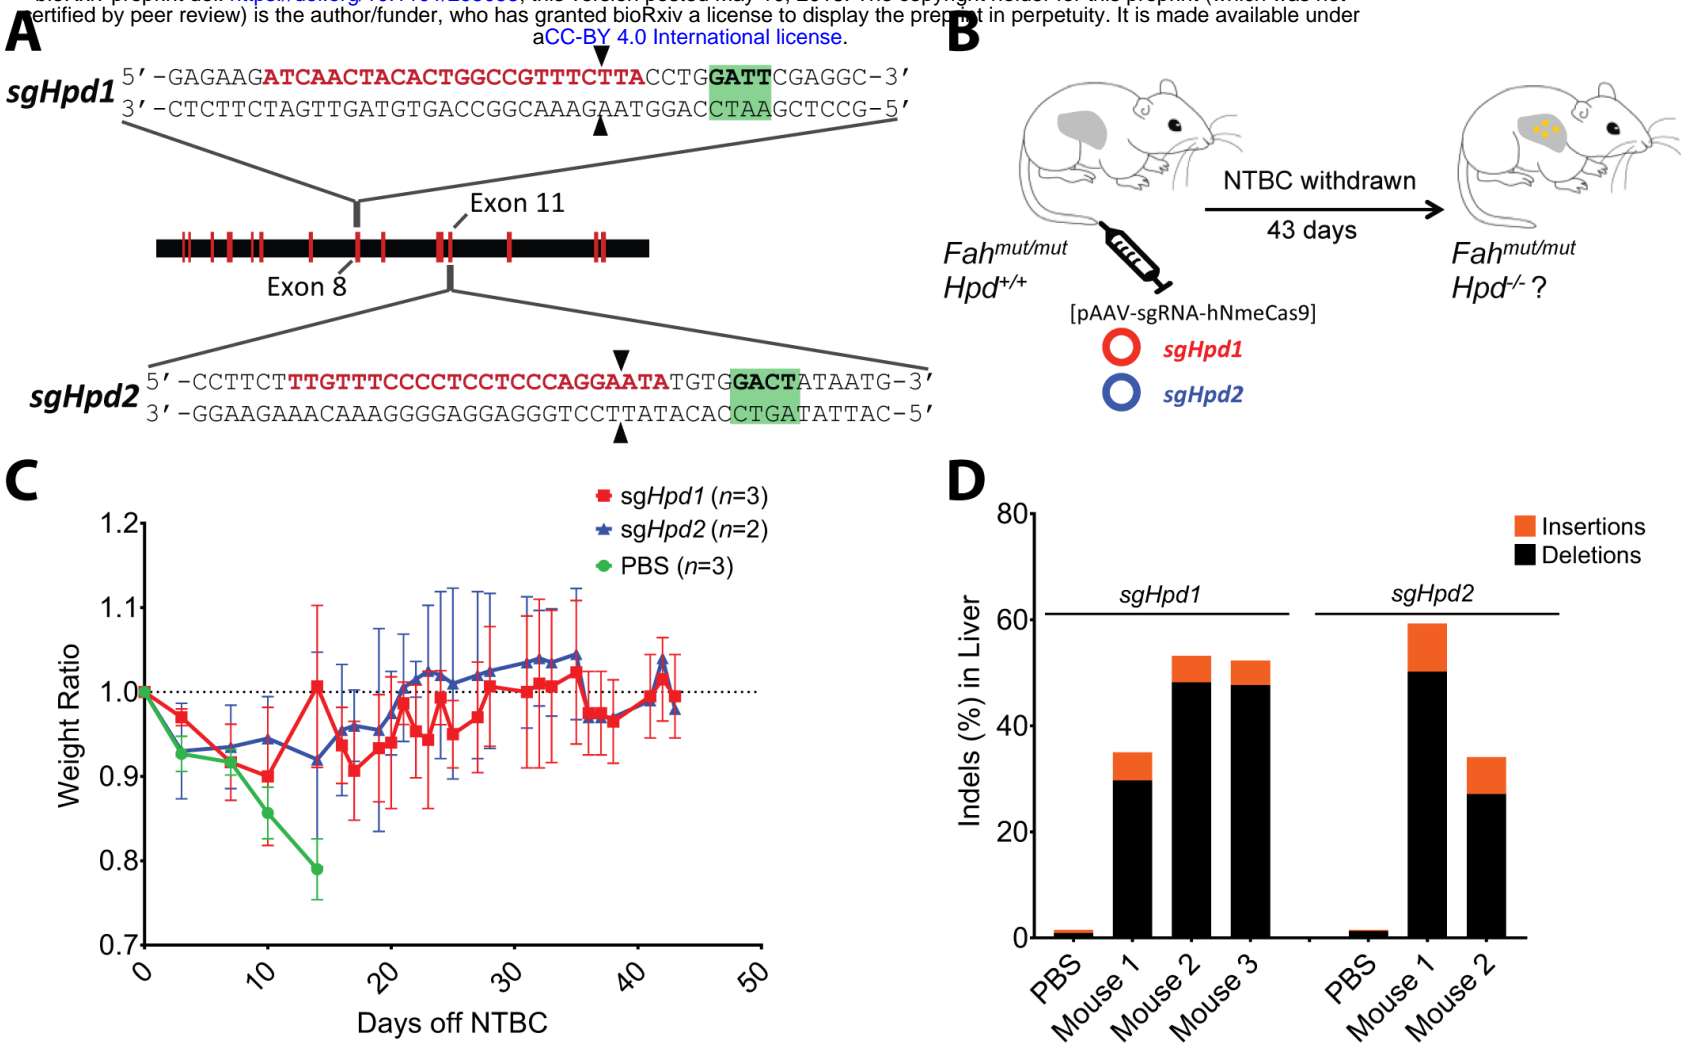 certified by peer review) is the author/funder, who has granted bioRxiv a license to display the preprint in perpetuity. It is made available under
aCC-BY 4.0 International license.
A
B
sgHpd1
5′-GAGAAGATCAACTACACTGGCCGTTTCTTACCTGGATTCGAGGC-3′
3′-CTCTTCTAGTTGATGTGACCGGCAAAGAATGGACCTAAGCTCCG-5′
Exon 11
Exon 8
sgHpd2
5′-CCTTCTTTGTTTCCCCTCCTCCCAGGAATATGTGGACTATAATG-3′
3′-GGAAGAAACAAAGGGGAGGAGGGTCCTTATACACCTGATATTAC-5′
NTBC withdrawn
43 days
Fahmut/mut
Hpd+/+
Fahmut/mut
Hpd-/- ?
[pAAV-sgRNA-hNmeCas9]
sgHpd1
sgHpd2
C
sgHpd1 (n=3)
sgHpd2 (n=2)
PBS (n=3)
Weight Ratio
1.2
1.1
1.0
0.9
0.8
0.7
0
10
20
30
40
50
Days off NTBC
D
Insertions
Deletions
sgHpd1
sgHpd2
Indels (%) in Liver
80
60
40
20
0
PBS
Mouse 1
Mouse 2
Mouse 3
PBS
Mouse 1
Mouse 2